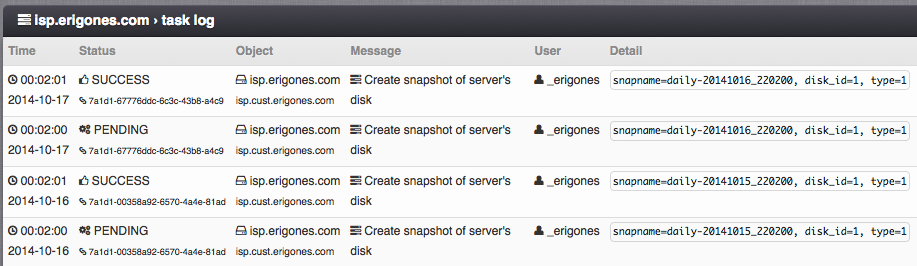 isp.erigones.com › task log
Time Status Object Message User Detail
00:02:01 SUCCESS isp.erigones.com Create snapshot of server's _erigones snapname=daily-20141016_220200, disk_id=1, type=1
2014-10-17 7a1d1-67776ddc-6c3c-43b8-a4c9 isp.cust.erigones.com disk
00:02:00 PENDING isp.erigones.com Create snapshot of server's _erigones snapname=daily-20141016_220200, disk_id=1, type=1
2014-10-17 7a1d1-67776ddc-6c3c-43b8-a4c9 isp.cust.erigones.com disk
00:02:01 SUCCESS isp.erigones.com Create snapshot of server's _erigones snapname=daily-20141015_220200, disk_id=1, type=1
2014-10-16 7a1d1-00358a92-6570-4a4e-81ad isp.cust.erigones.com disk
00:02:00 PENDING isp.erigones.com Create snapshot of server's _erigones snapname=daily-20141015_220200, disk_id=1, type=1
2014-10-16 7a1d1-00358a92-6570-4a4e-81ad isp.cust.erigones.com disk